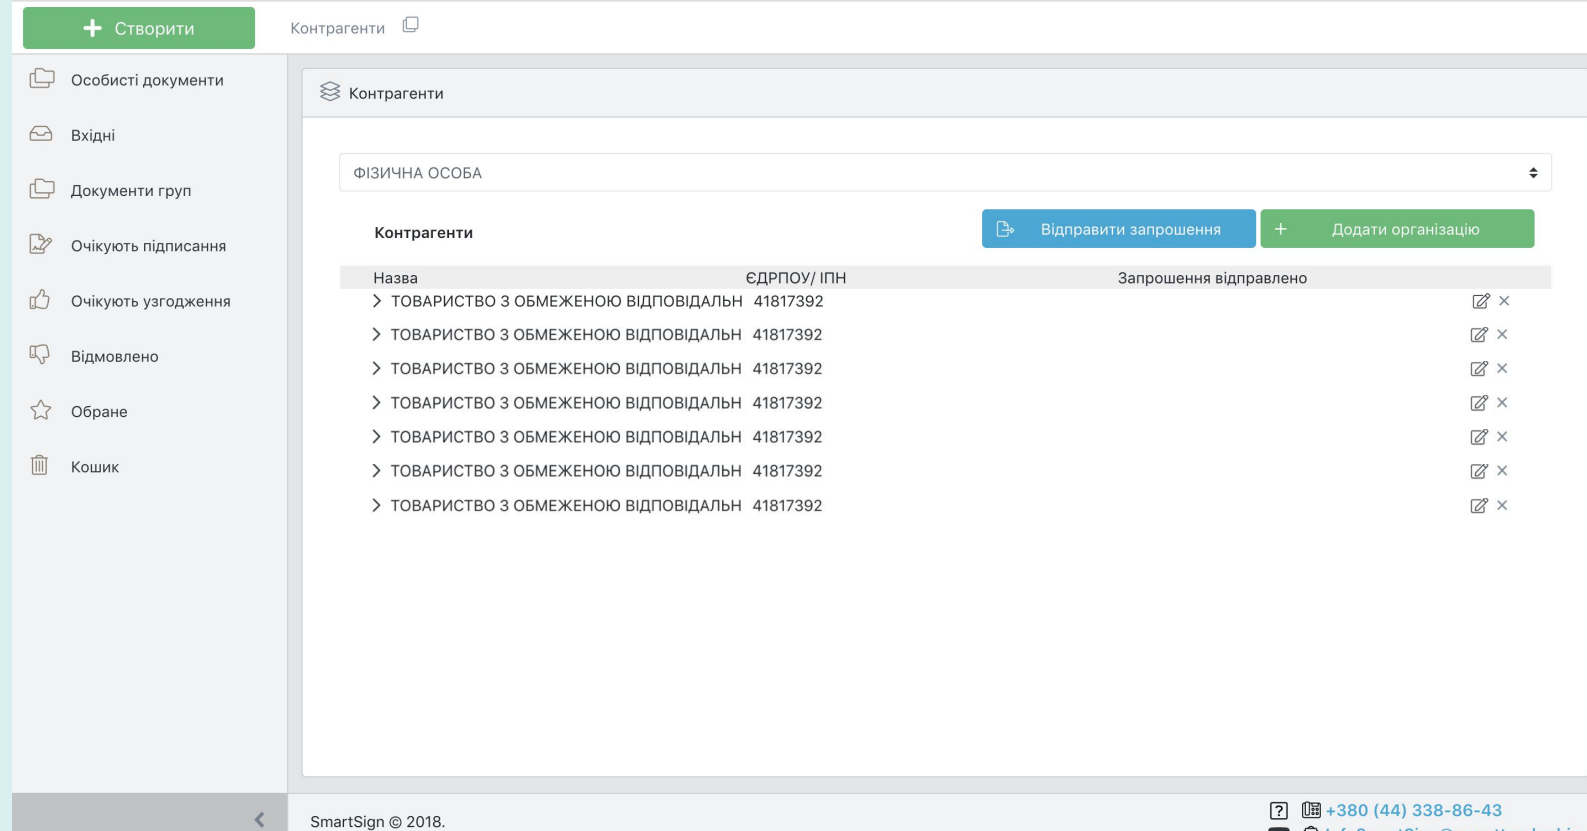 Створити
Контрагенти
Особисті документи
Вхідні
Документи груп
Очікують підписання
Очікують узгодження
Відмовлено
Обране
Кошик
Контрагенти
ФІЗИЧНА ОСОБА
Контрагенти
Відправити запрошення
Додати організацію
Назва ЄДРПОУ/ ІПН Запрошення відправлено
ТОВАРИСТВО З ОБМЕЖЕНОЮ ВІДПОВІДАЛЬН 41817392
ТОВАРИСТВО З ОБМЕЖЕНОЮ ВІДПОВІДАЛЬН 41817392
ТОВАРИСТВО З ОБМЕЖЕНОЮ ВІДПОВІДАЛЬН 41817392
ТОВАРИСТВО З ОБМЕЖЕНОЮ ВІДПОВІДАЛЬН 41817392
ТОВАРИСТВО З ОБМЕЖЕНОЮ ВІДПОВІДАЛЬН 41817392
ТОВАРИСТВО З ОБМЕЖЕНОЮ ВІДПОВІДАЛЬН 41817392
ТОВАРИСТВО З ОБМЕЖЕНОЮ ВІДПОВІДАЛЬН 41817392
SmartSign © 2018.
+380 (44) 338-86-43